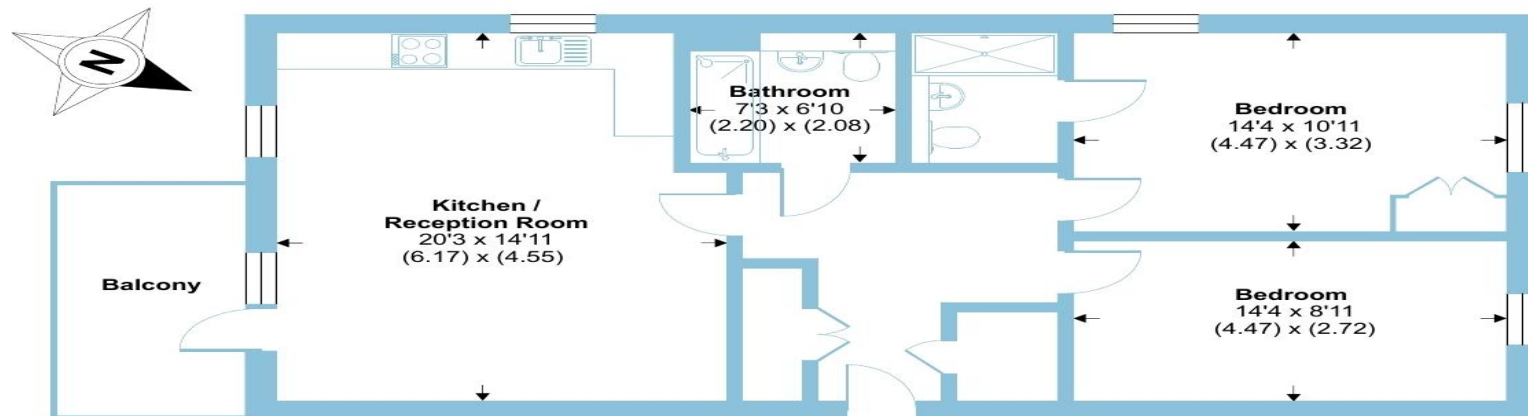 N
Bathroom
7'3 x 6'10
(2.20) x (2.08)
Bedroom
14'4 x 10'11
(4.47) x (3.32)
Kitchen /
Reception Room
20'3 x 14'11
(6.17) x (4.55)
Balcony
Bedroom
14'4 x 8'11
(4.47) x (2.72)